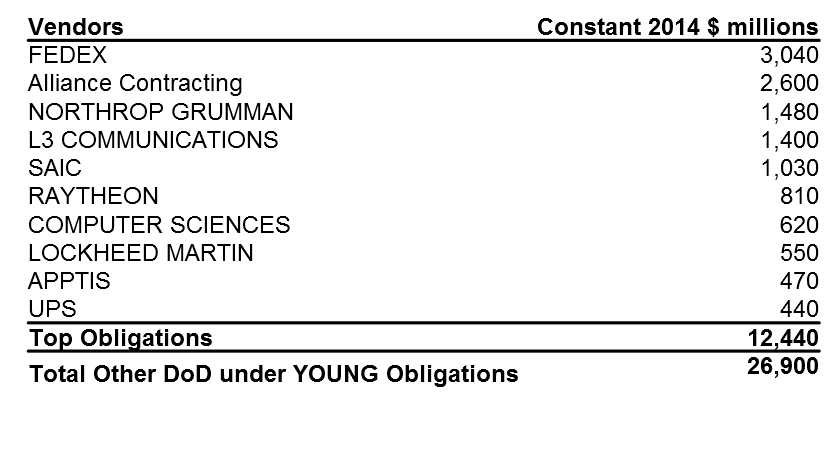 Vendors Constant 2014 $ millions
FEDEX 3,040
Alliance Contracting 2,600
NORTHROP GRUMMAN 1,480
L3 COMMUNICATIONS 1,400
SAIC 1,030
RAYTHEON 810
COMPUTER SCIENCES 620
LOCKHEED MARTIN 550
APPTIS 470
UPS 440
Top Obligations 12,440
Total Other DoD under YOUNG Obligations 26,900